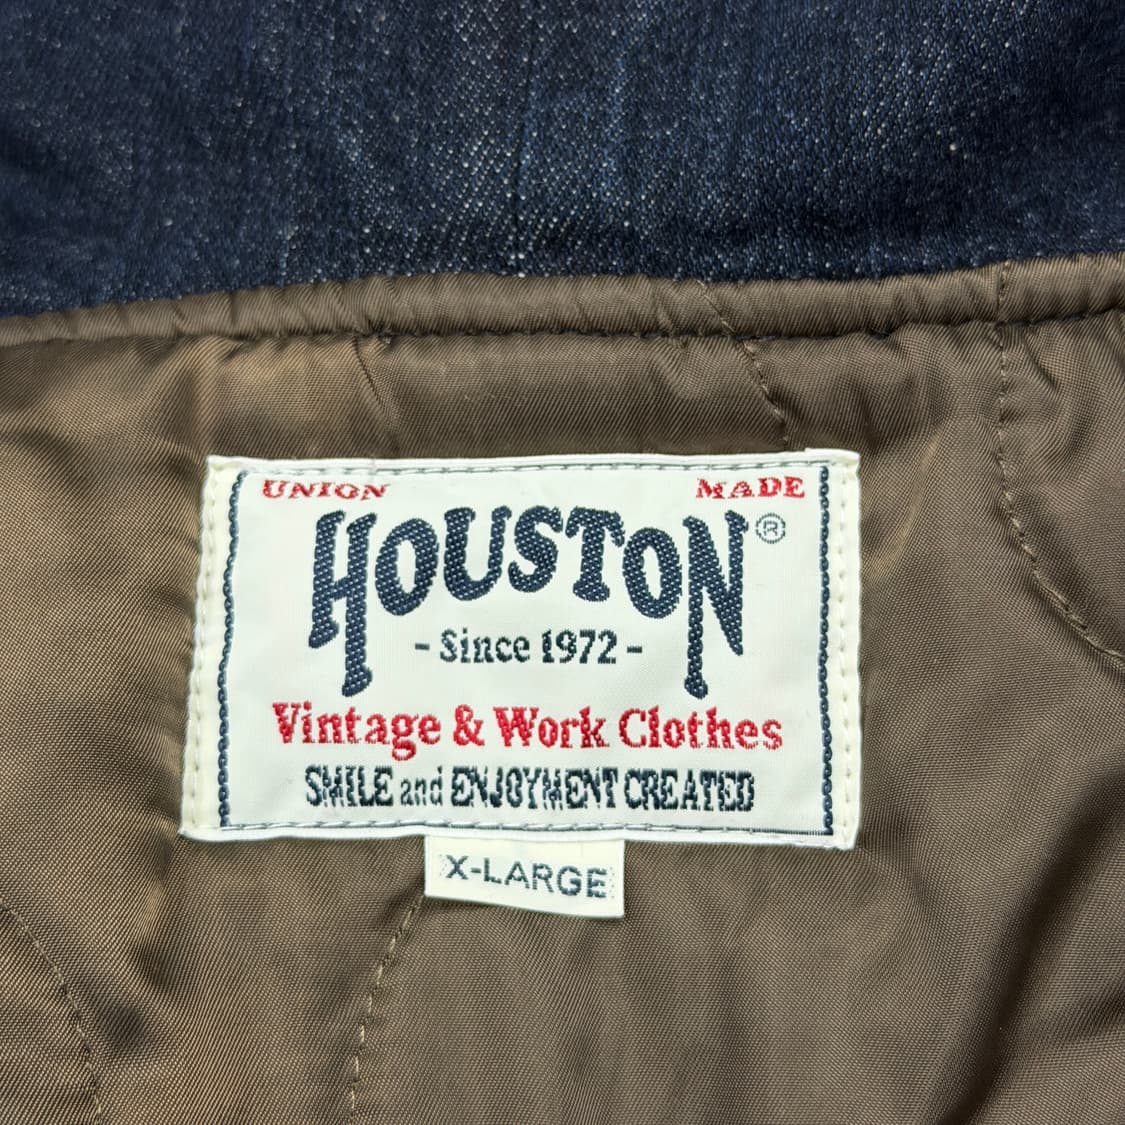 UNION MADE
HOUSTON®
- Since 1972 -
Vintage & Work Clothes
SMILE and ENJOYMENT CREATED
X-LARGE